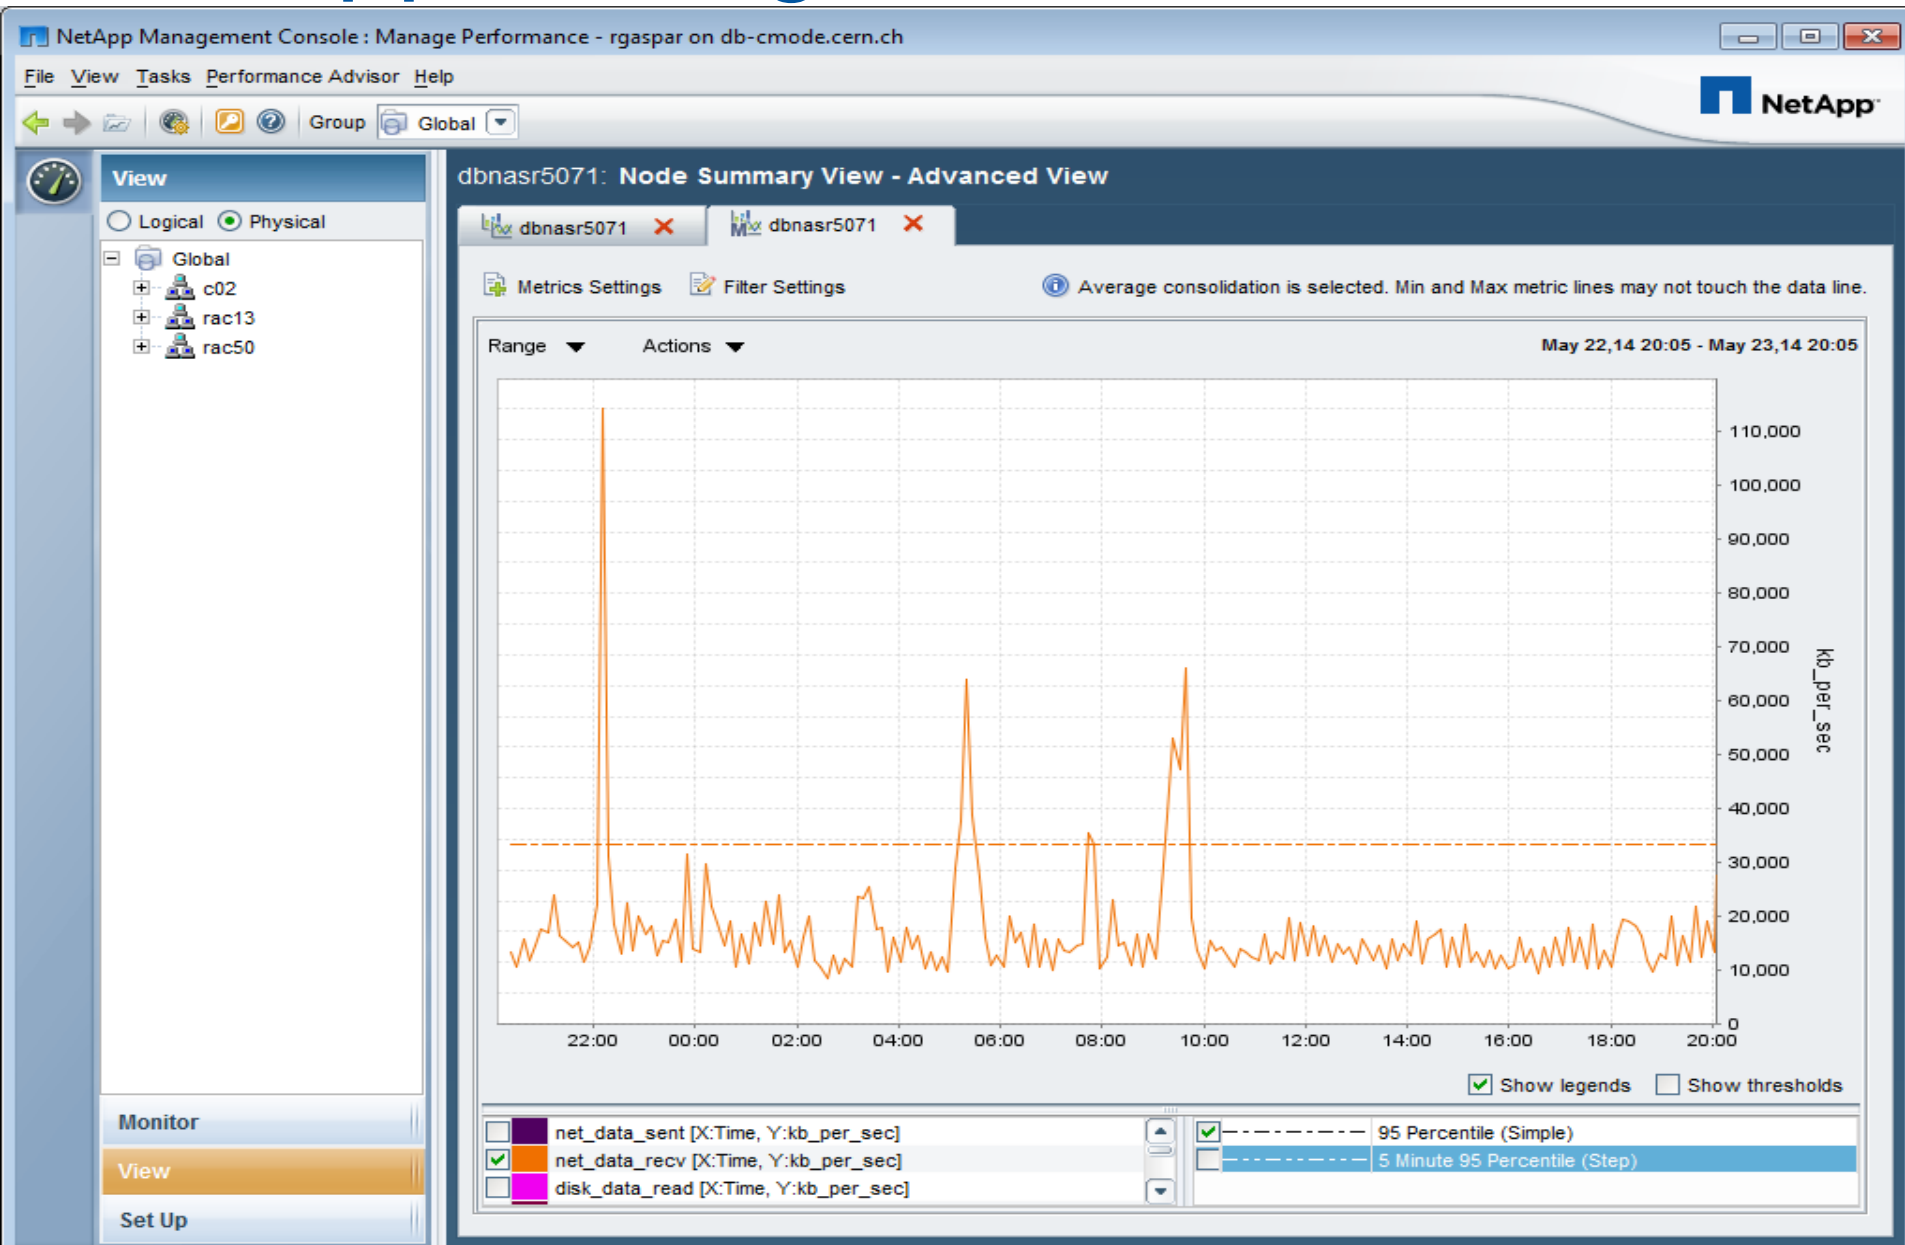 NetApp Management Console : Manage Performance - rgaspar on db-cmode.cern.ch
File View Tasks Performance Advisor Help
Group Global
NetApp
View
Logical Physical
Global
c02
rac13
rac50
Monitor
View
Set Up
dbnasr5071: Node Summary View - Advanced View
dbnasr5071 dbnasr5071
Metrics Settings Filter Settings Average consolidation is selected. Min and Max metric lines may not touch the data line.
Range Actions May 22,14 20:05 - May 23,14 20:05
110,000
100,000
90,000
80,000
70,000
60,000
50,000
40,000
30,000
20,000
10,000
0
kb_per_sec
22:00 00:00 02:00 04:00 06:00 08:00 10:00 12:00 14:00 16:00 18:00 20:00
Show legends Show thresholds
net_data_sent [X:Time, Y:kb_per_sec]
net_data_recv [X:Time, Y:kb_per_sec]
disk_data_read [X:Time, Y:kb_per_sec]
95 Percentile (Simple)
5 Minute 95 Percentile (Step)